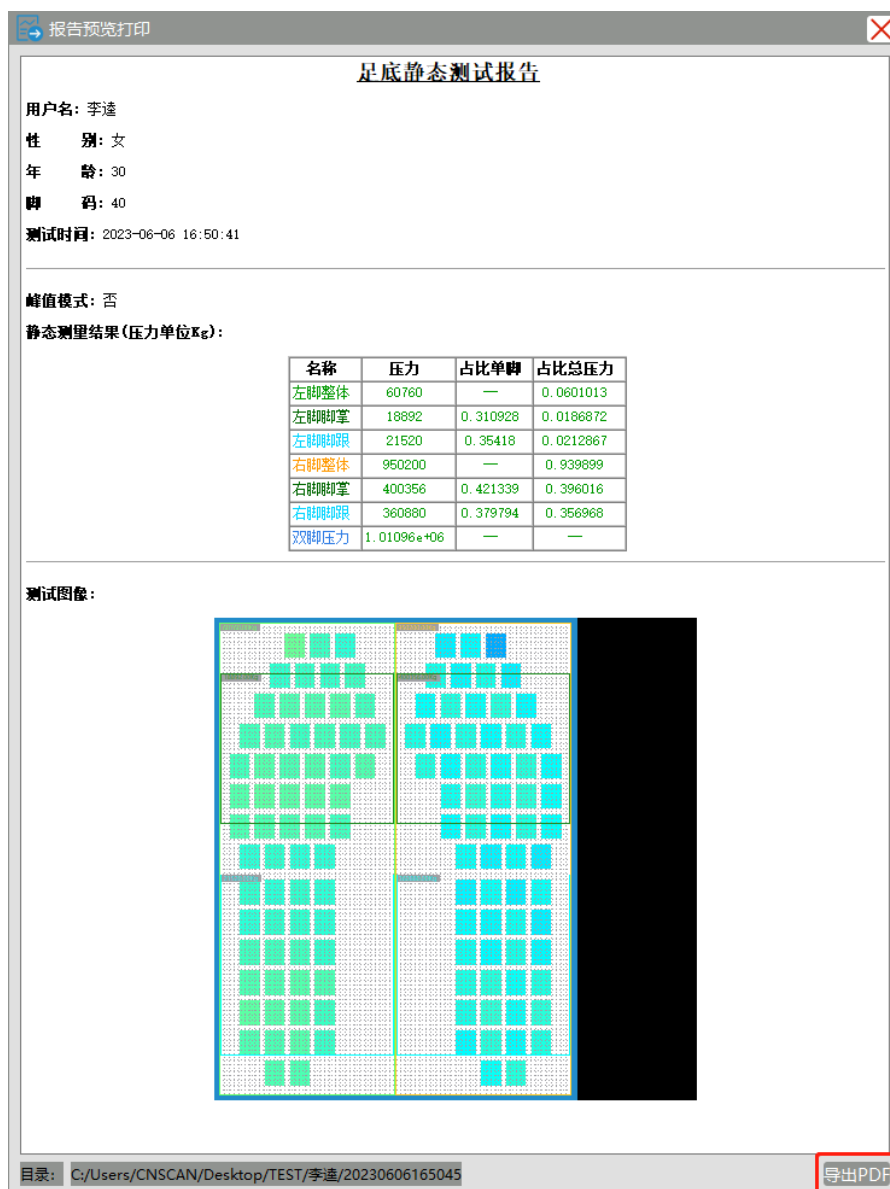 报告预览打印
足底静态测试报告
用户名：李逵
性 别：女
年 龄：30
脚 码：40
测试时间：2023-06-06 16:50:41
峰值模式：否
静态测量结果(压力单位Kg)：
名称 压力 占比单脚 占比总压力
左脚整体 60760 — 0.0601013
左脚脚掌 18892 0.310928 0.0186872
左脚脚跟 21520 0.35418 0.0212867
右脚整体 950200 — 0.939899
右脚脚掌 400356 0.421339 0.396016
右脚脚跟 360880 0.379794 0.356968
双脚压力 1.01096e+06 — —
测试图像：
目录： C:/Users/CNSCAN/Desktop/TEST/李逵/20230606165045
导出PDF